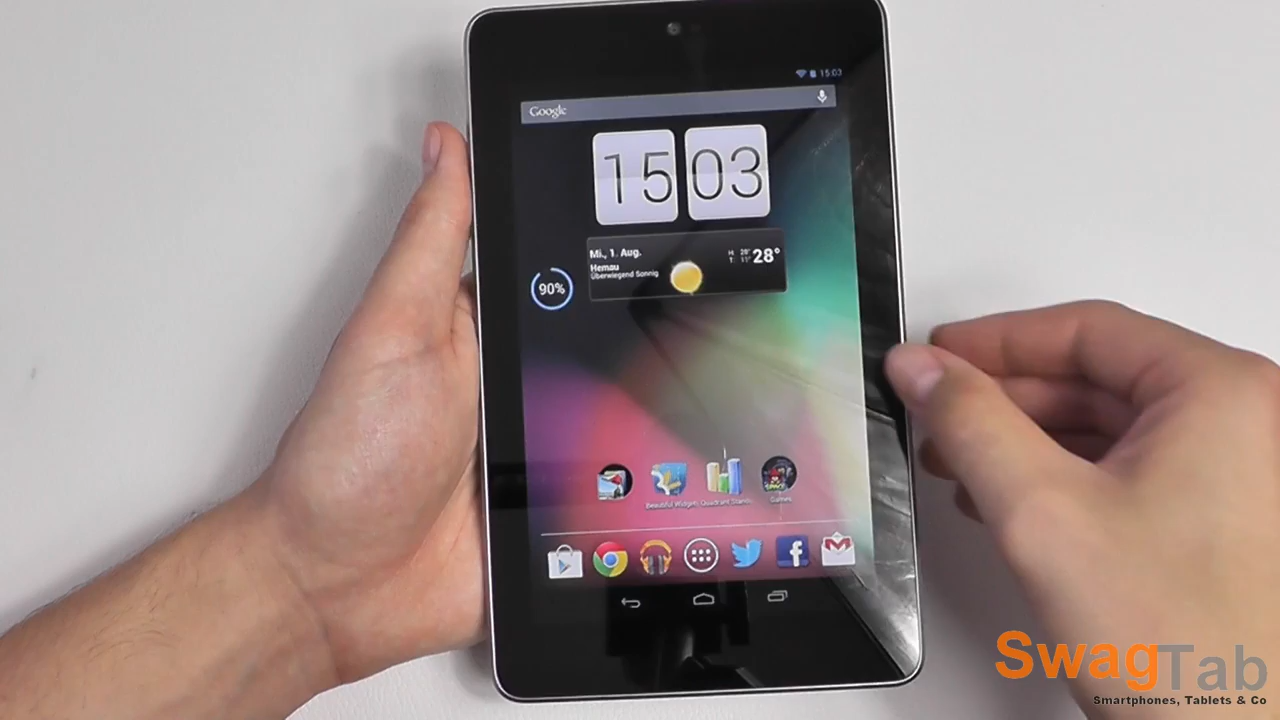 15:03
Google
15 03
Mi., 1. Aug.
Hemau
Überwiegend Sonnig
H: 28°
T: 11°
28°
90%
Beautiful Widgets
Quadrant Standa
Games
SwagTab
Smartphones, Tablets & Co